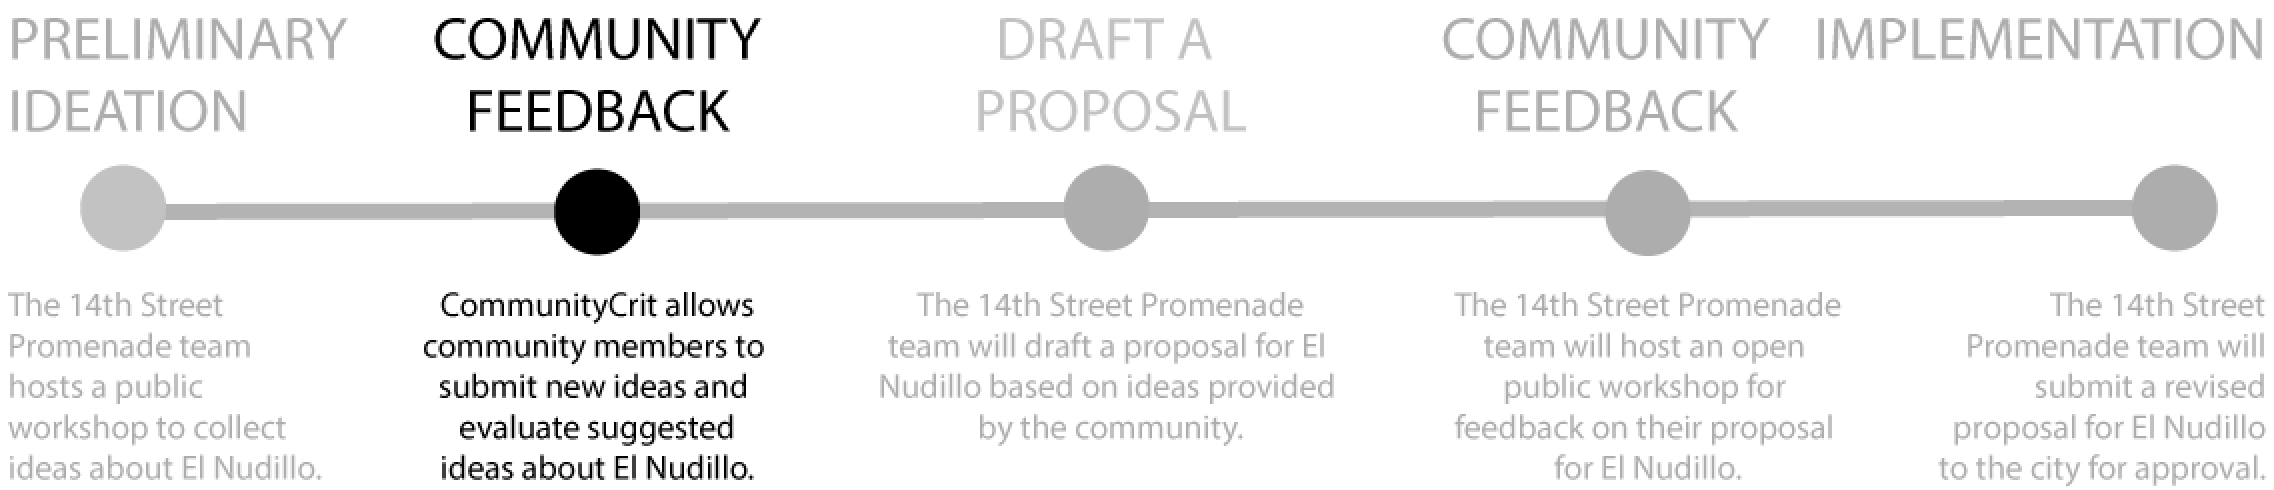 PRELIMINARY
IDEATION
The 14th Street
Promenade team
hosts a public
workshop to collect
ideas about El Nudillo.
COMMUNITY
FEEDBACK
CommunityCrit allows
community members to
submit new ideas and
evaluate suggested
ideas about El Nudillo.
DRAFT A
PROPOSAL
The 14th Street Promenade
team will draft a proposal for El
Nudillo based on ideas provided
by the community.
COMMUNITY
FEEDBACK
The 14th Street Promenade
team will host an open
public workshop for
feedback on their proposal
for El Nudillo.
IMPLEMENTATION
The 14th Street
Promenade team will
submit a revised
proposal for El Nudillo
to the city for approval.